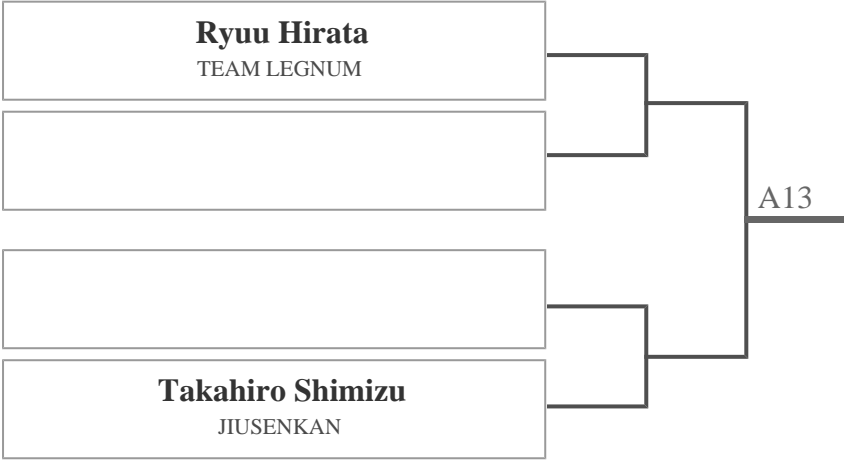 Ryuu Hirata
TEAM LEGNUM
A13
Takahiro Shimizu
JIUSENKAN